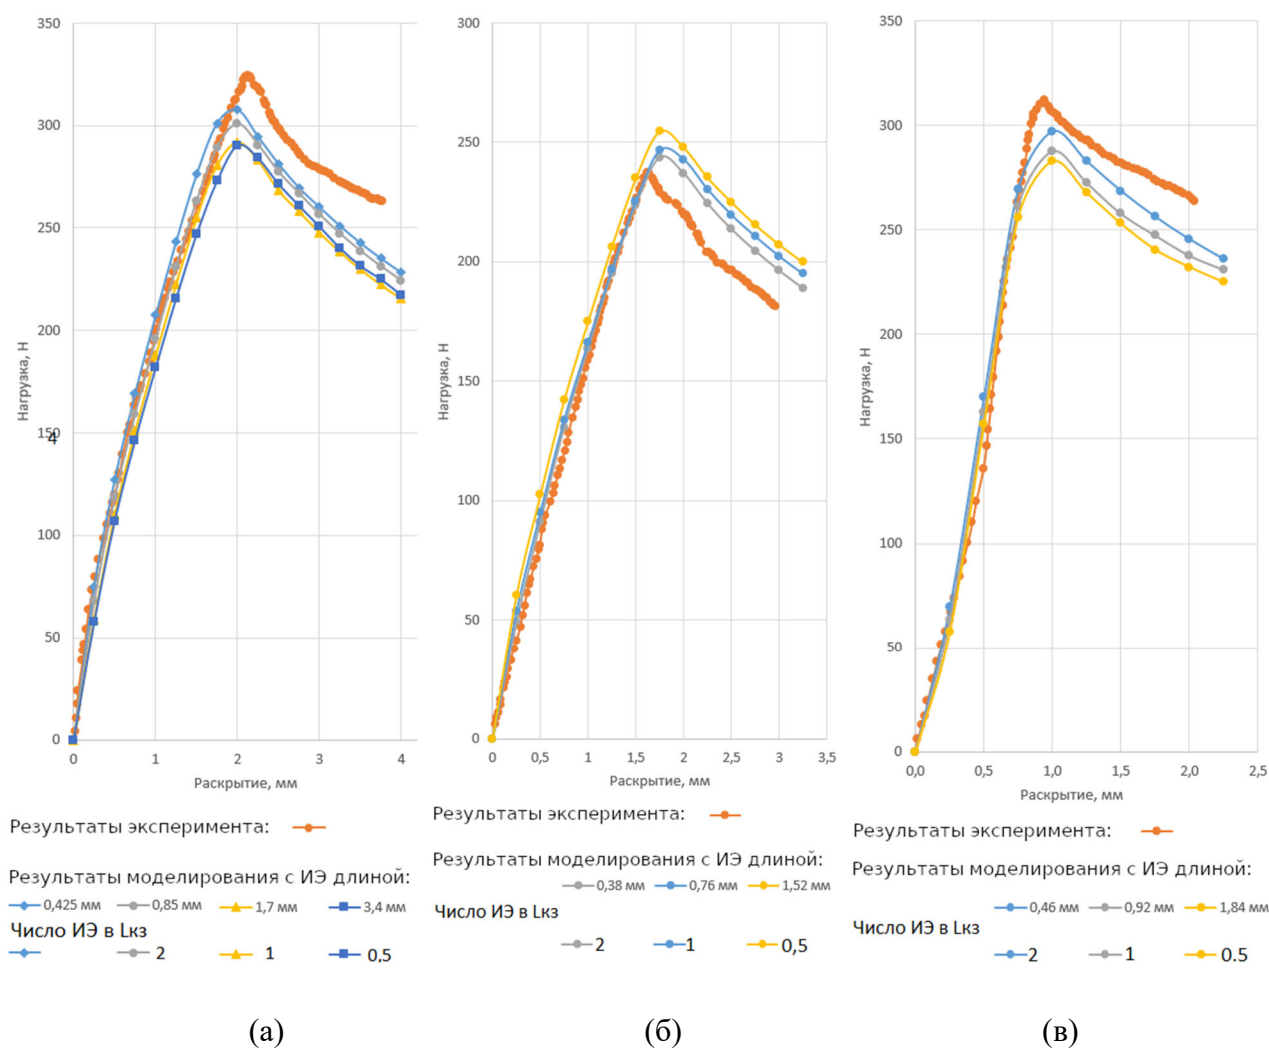 350
300
250
200
150
4
100
50
0
0
1
2
3
4
Нагрузка, Н
Раскрытие, мм
Результаты эксперимента:
Результаты моделирования с ИЭ длиной:
0,425 мм 0,85 мм 1,7 мм 3,4 мм
Число ИЭ в Lкз
2 1 0,5
(а)
300
250
200
150
100
50
0
0 0,5 1 1,5 2 2,5 3 3,5
Нагрузка, Н
Раскрытие, мм
Результаты эксперимента:
Результаты моделирования с ИЭ длиной:
0,38 мм 0,76 мм 1,52 мм
Число ИЭ в Lкз
2 1 0,5
(б)
350
300
250
200
150
100
50
0
0,0 0,5 1,0 1,5 2,0 2,5
Нагрузка, Н
Раскрытие, мм
Результаты эксперимента:
Результаты моделирования с ИЭ длиной:
0,46 мм 0,92 мм 1,84 мм
Число ИЭ в Lкз
2 1 0.5
(в)